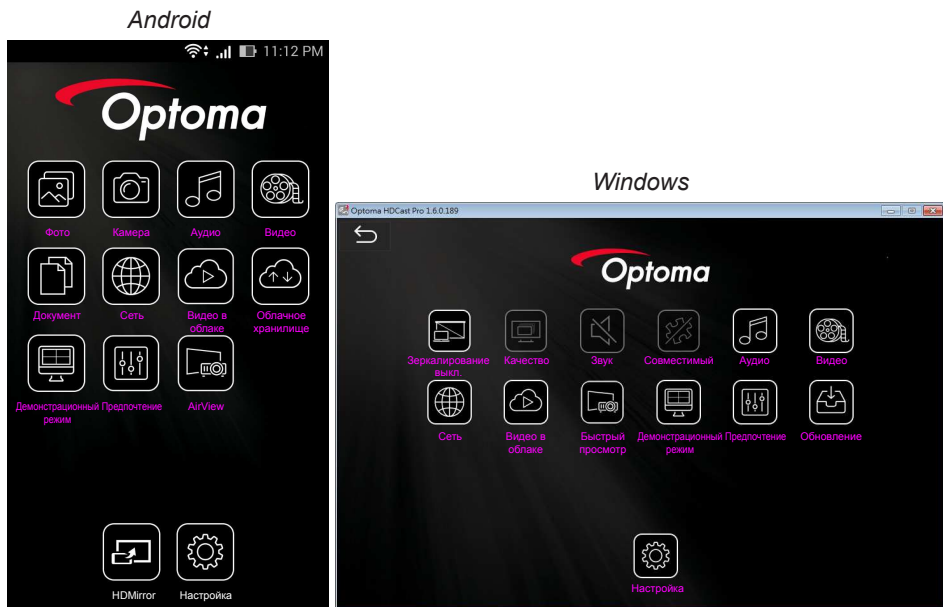 Android
11:12 PM
Optoma
Фото Камера Аудио Видео
Документ Сеть Видео в Облачное
облаке хранилище
Демонстрационный Предпочтение AirView
режим
HDMirror Настройка
Windows
Optoma HDCast Pro 1.6.0.189
Optoma
Зеркалирование Качество Звук Совместимый Аудио Видео
выкл.
Сеть Видео в Быстрый Демонстрационный Предпочтение Обновление
облаке просмотр режим
Настройка